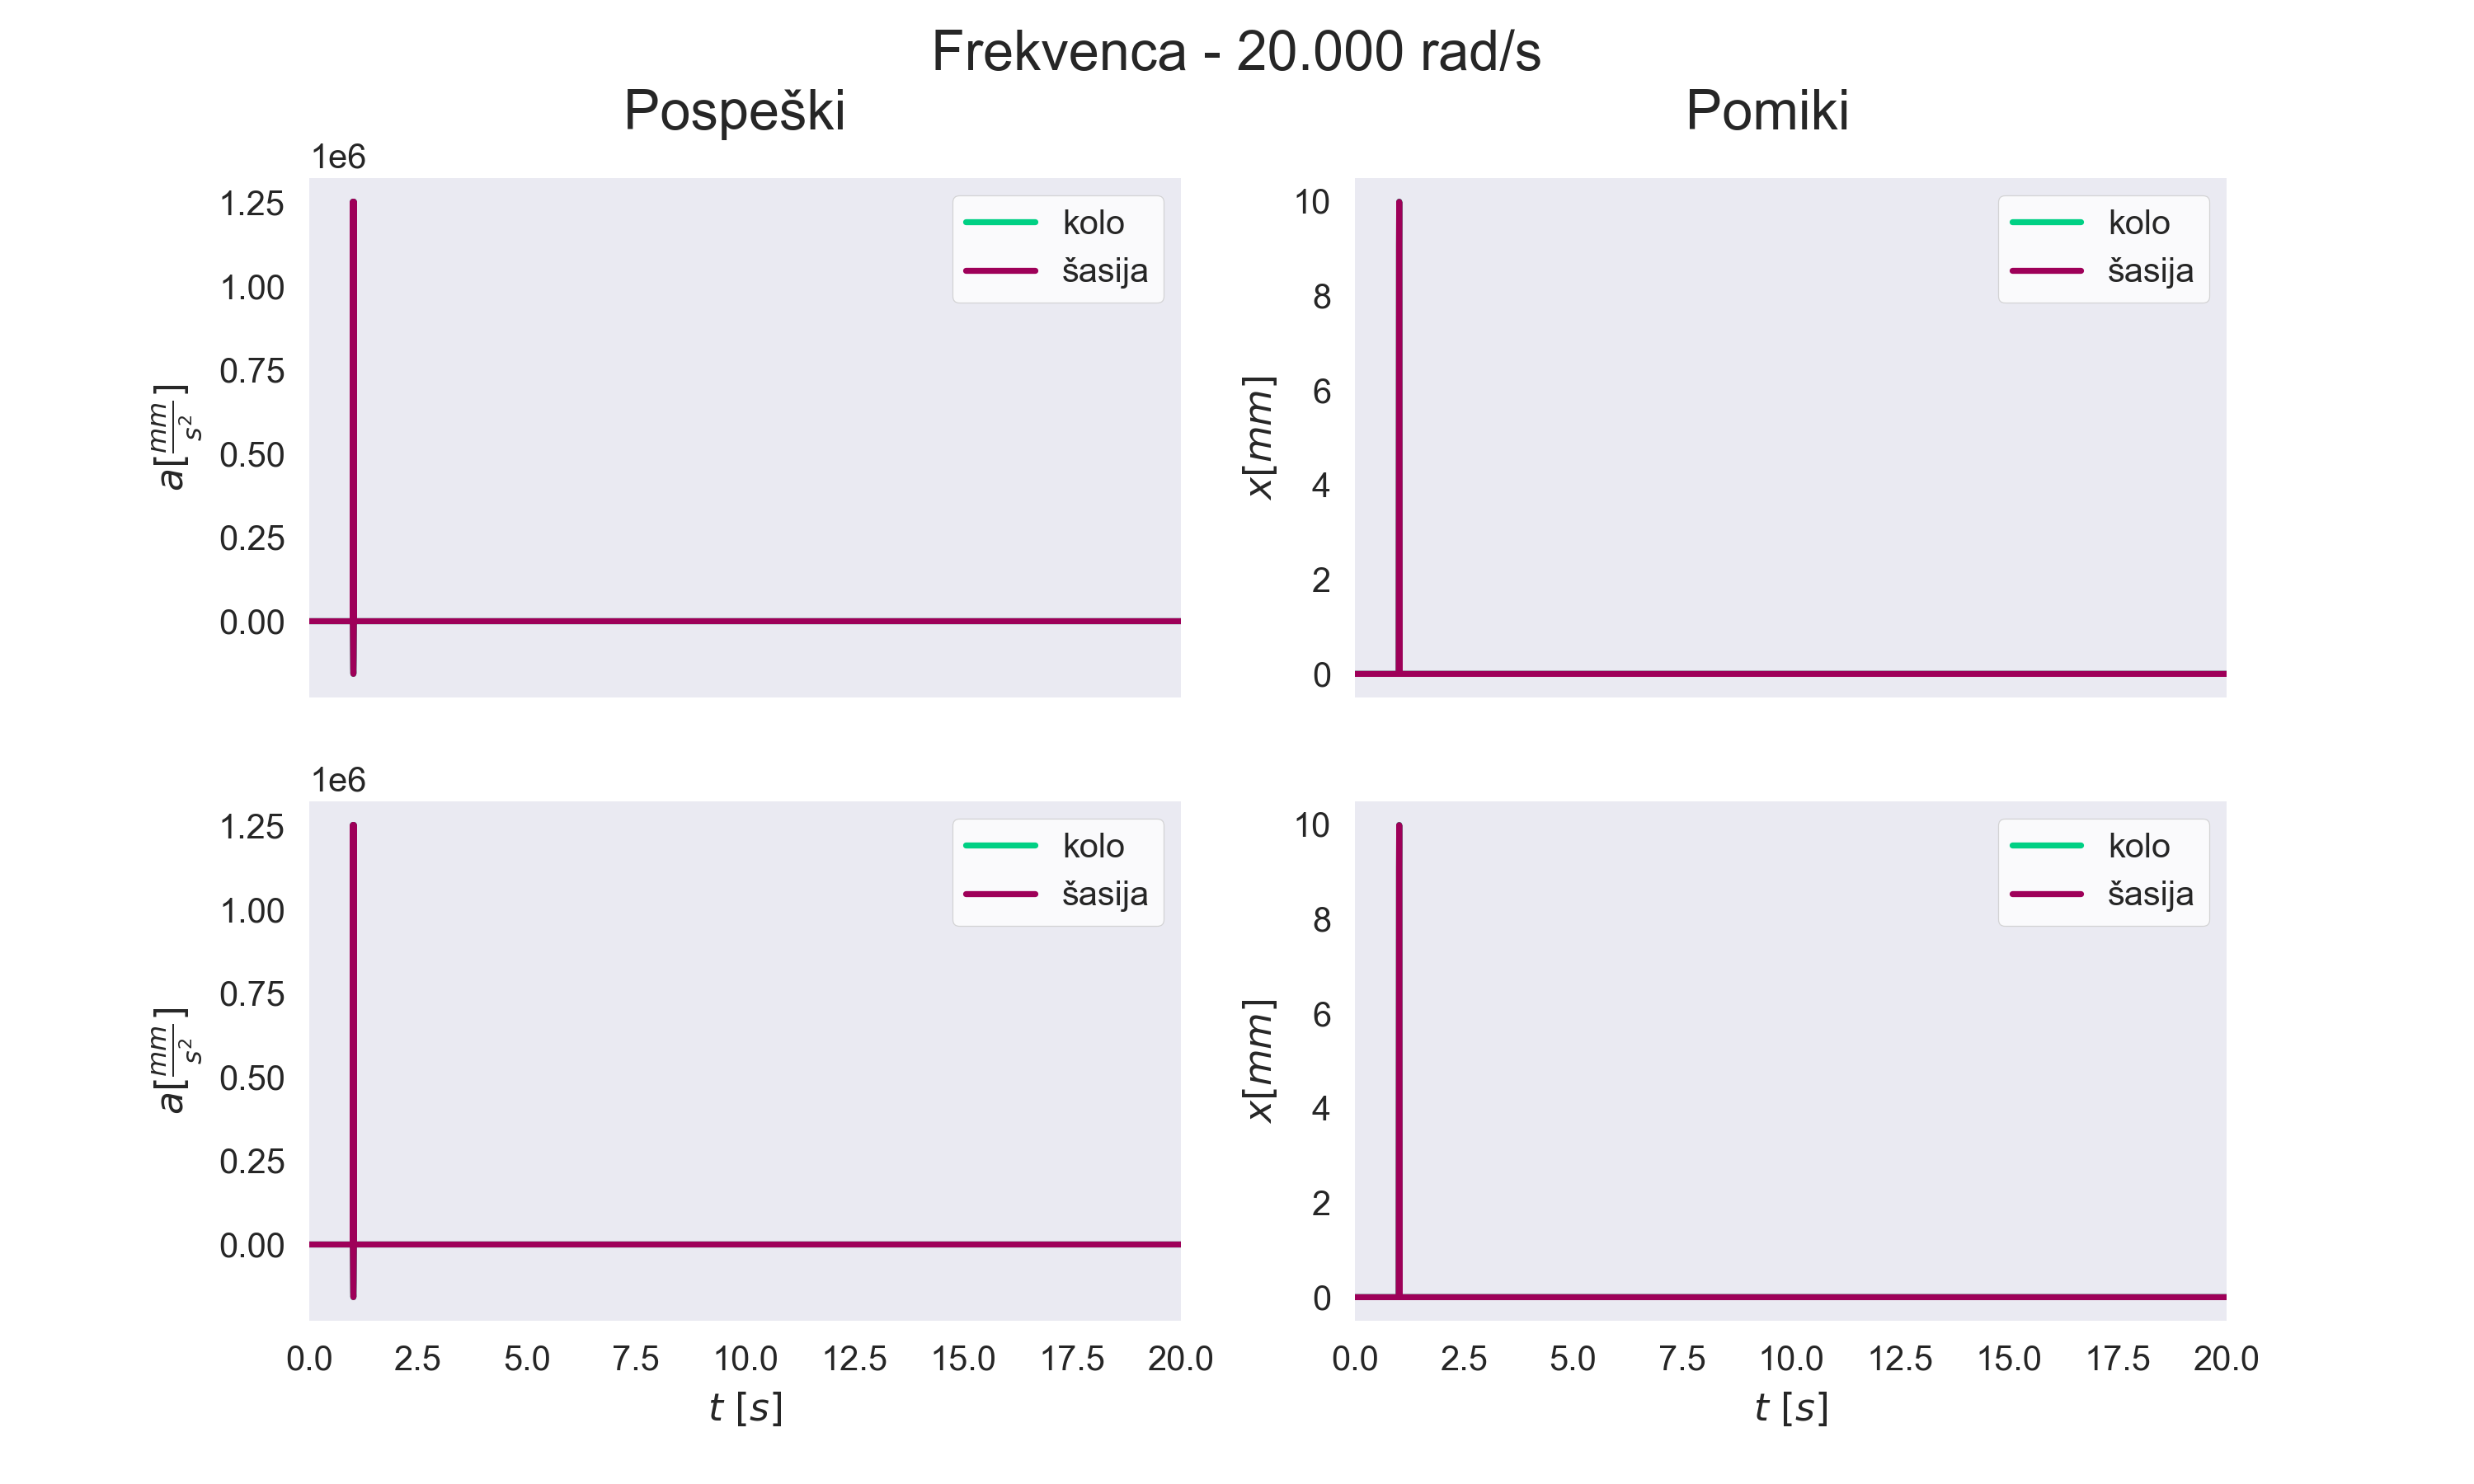 Frekvenca - 20.000 rad/s
Pospeški
Pomiki
1e6
1.25
1.00
0.75
0.50
0.25
0.00
a[mm/s²]
kolo
šasija
10
8
6
4
2
0
x[mm]
kolo
šasija
1e6
1.25
1.00
0.75
0.50
0.25
0.00
a[mm/s²]
kolo
šasija
0.0 2.5 5.0 7.5 10.0 12.5 15.0 17.5 20.0
t [s]
10
8
6
4
2
0
x[mm]
kolo
šasija
0.0 2.5 5.0 7.5 10.0 12.5 15.0 17.5 20.0
t [s]